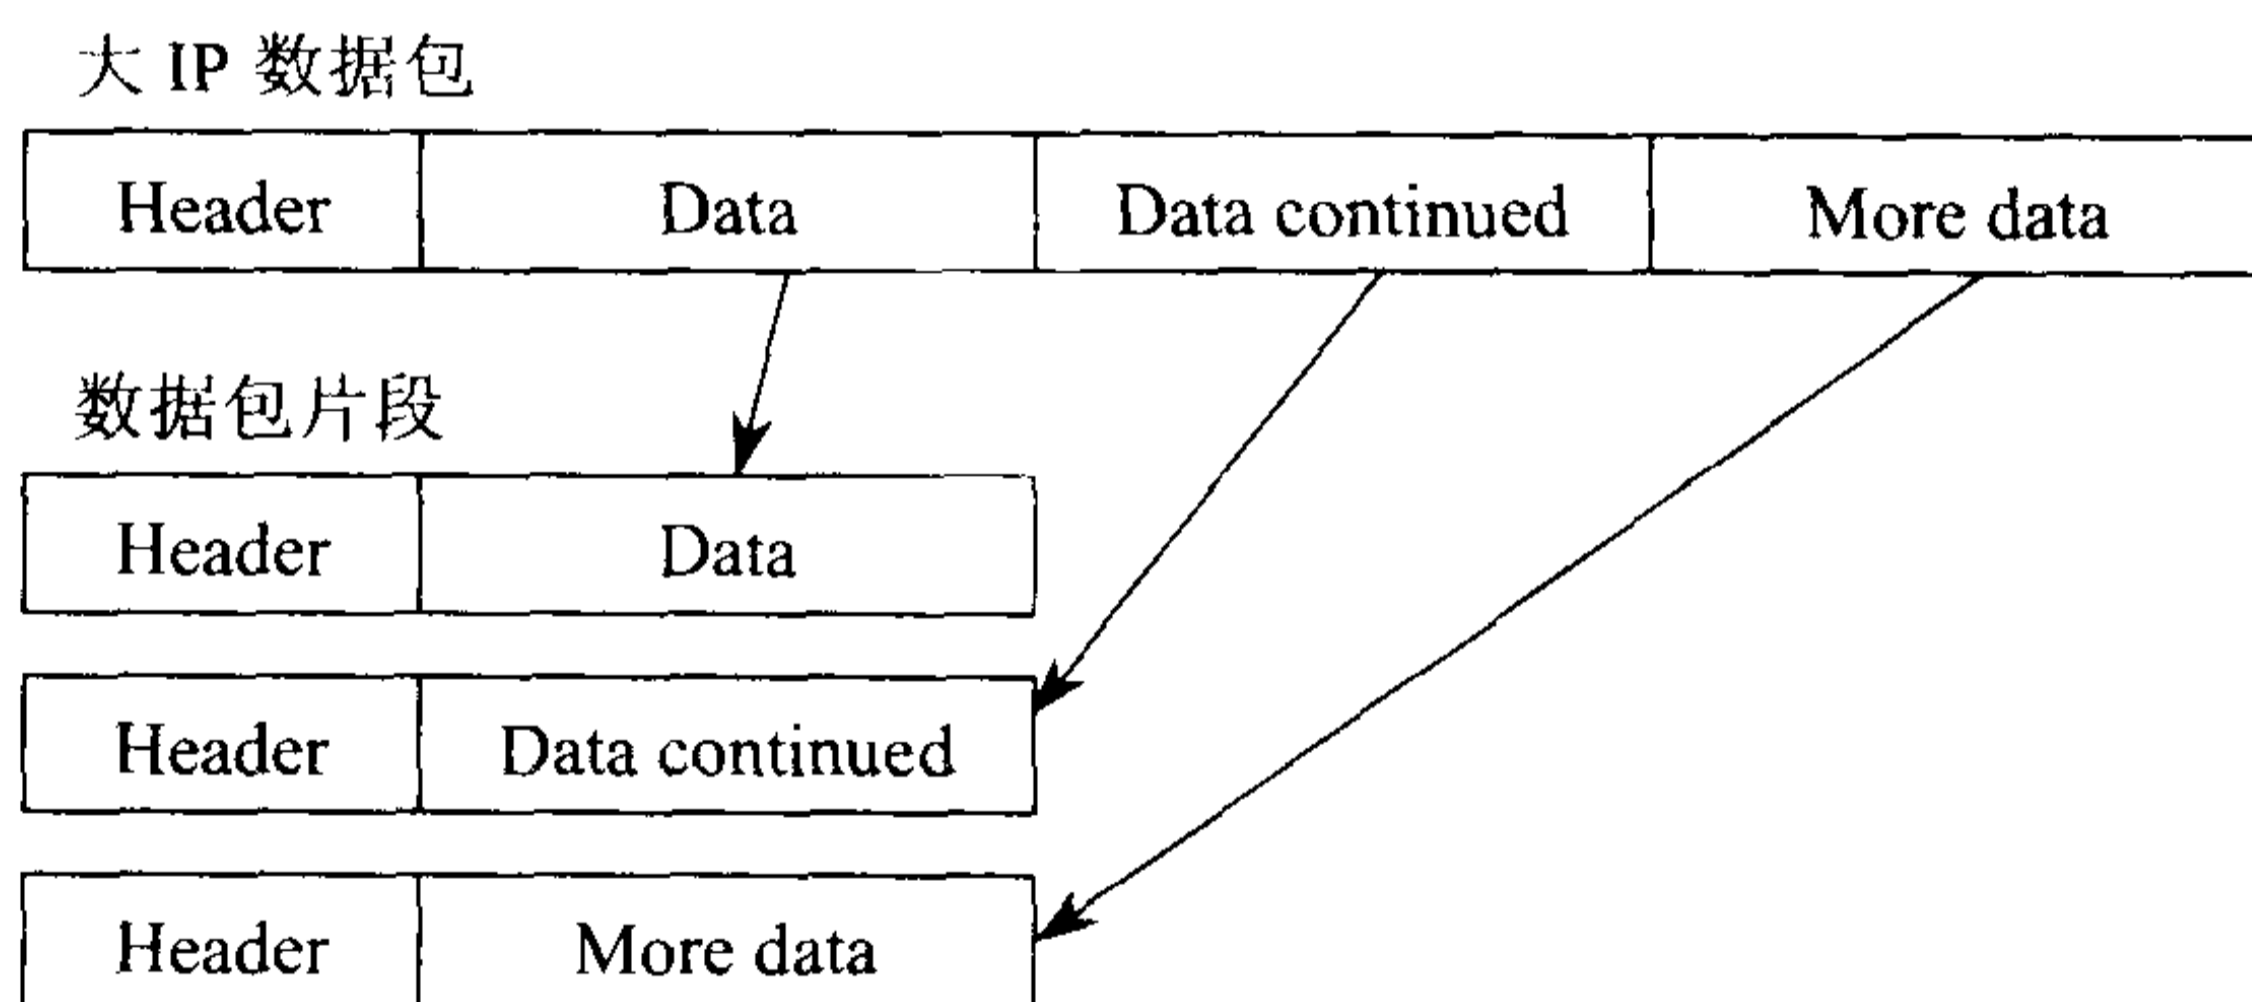 大 IP 数据包
Header Data Data continued More data
数据包片段
Header Data
Header Data continued
Header More data